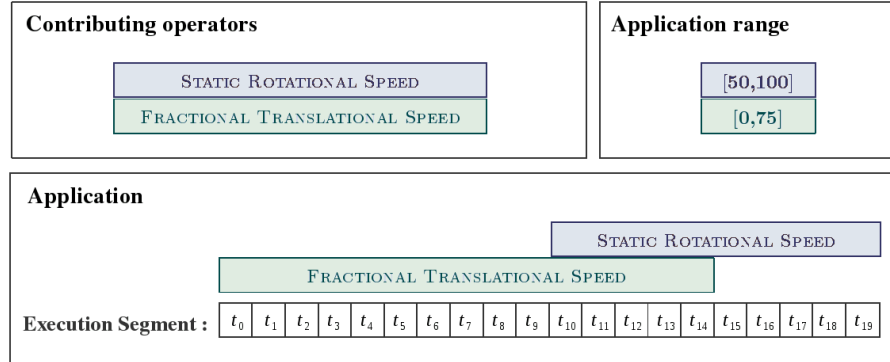 Contributing operators
STATIC ROTATIONAL SPEED
FRACTIONAL TRANSLATIONAL SPEED
Application range
[50,100]
[0,75]
Application
STATIC ROTATIONAL SPEED
FRACTIONAL TRANSLATIONAL SPEED
Execution Segment : t0 t1 t2 t3 t4 t5 t6 t7 t8 t9 t10 t11 t12 t13 t14 t15 t16 t17 t18 t19